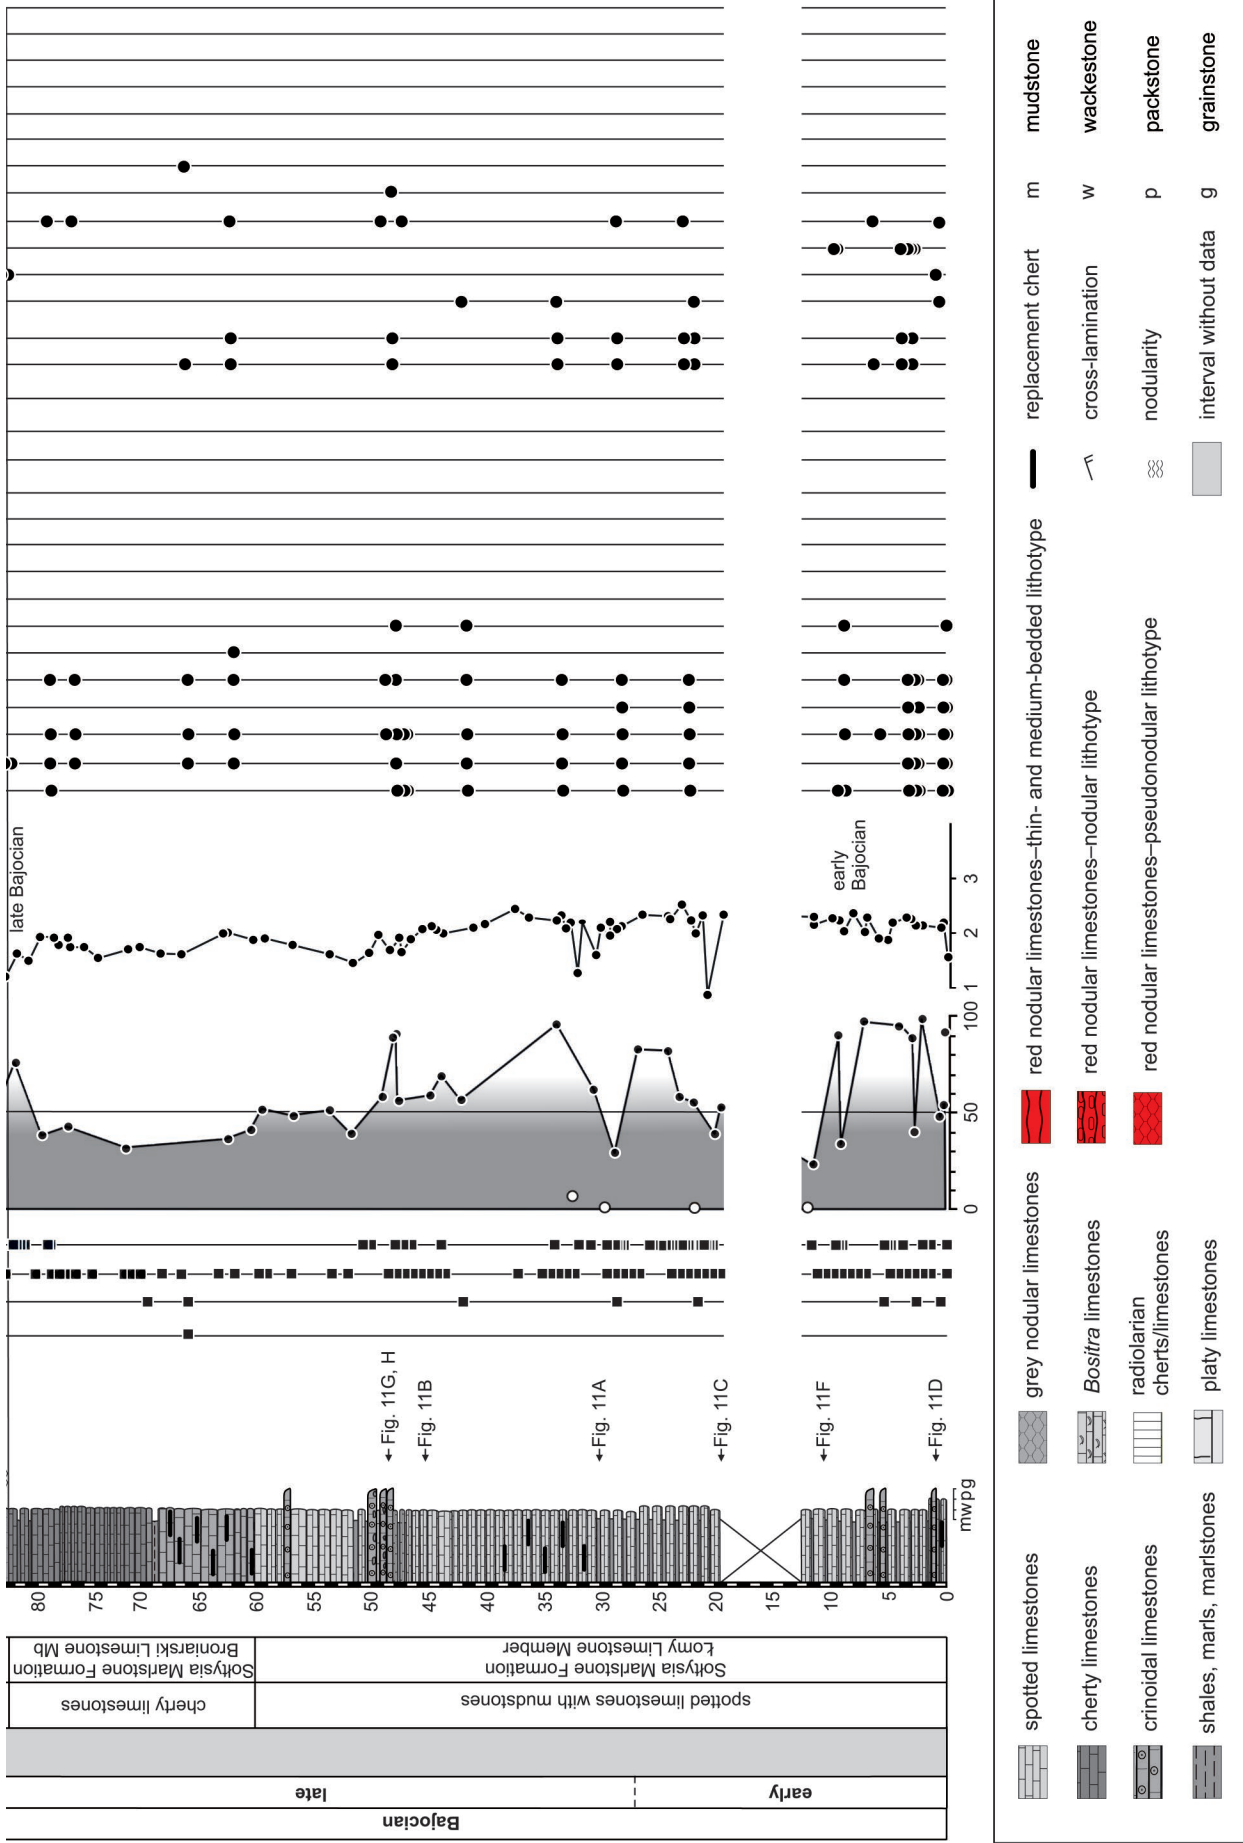 late Bajocian
early
Bajocian
3
2
1
100
50
0
Fig. 11G, H
Fig. 11B
Fig. 11A
Fig. 11C
Fig. 11F
Fig. 11D
mwpg
80
75
70
65
60
55
50
45
40
35
30
25
20
15
10
5
0
Sołtysia Marlstone Formation
Broniarski Limestone Mb
Sołtysia Marlstone Formation
Łomy Limestone Member
cherty limestones
spotted limestones with mudstones
late
early
Bajocian
spotted limestones
cherty limestones
crinoidal limestones
shales, marls, marlstones
grey nodular limestones
Bositra limestones
radiolarian
cherts/limestones
platy limestones
red nodular limestones–thin- and medium-bedded lithotype
red nodular limestones–nodular lithotype
red nodular limestones–pseudonodular lithotype
replacement chert
cross-lamination
nodularity
interval without data
m mudstone
w wackestone
p packstone
g grainstone